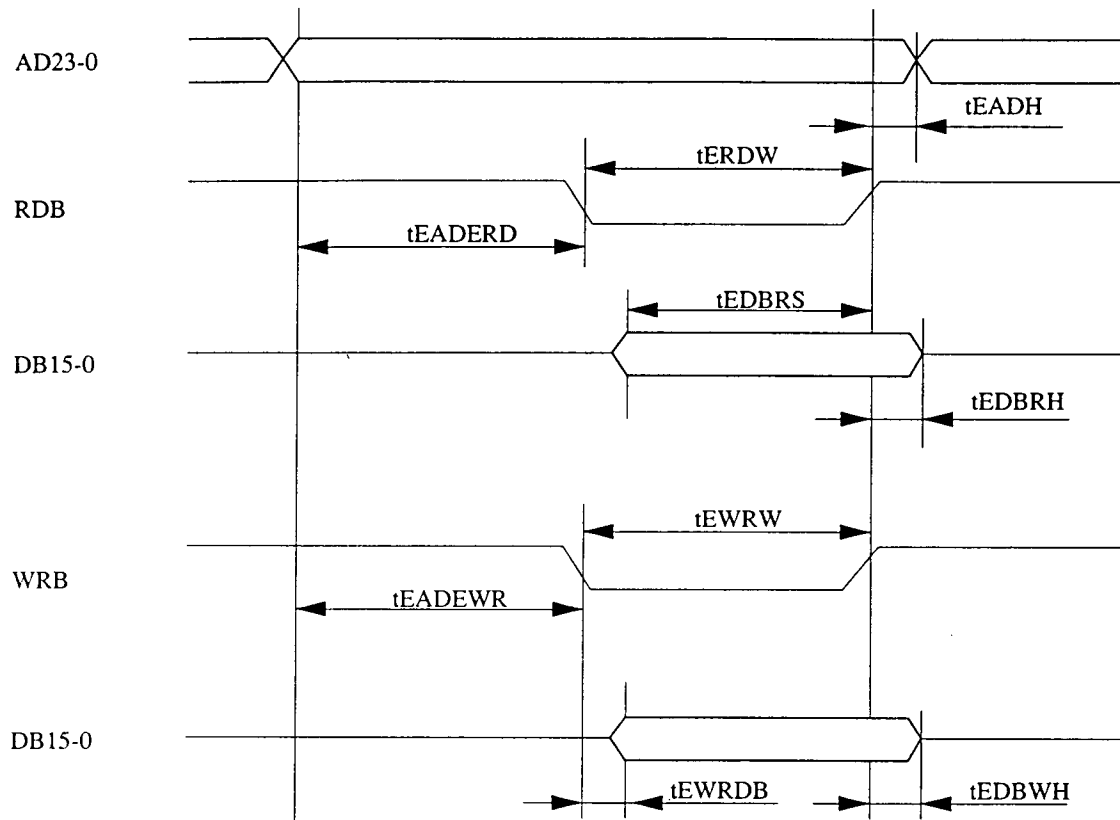 AD23-0
tEADH
tERDW
RDB
tEADERD
tEDBRS
DB15-0
tEDBRH
tEWRW
WRB
tEADEWR
DB15-0
tEWRDB
tEDBWH